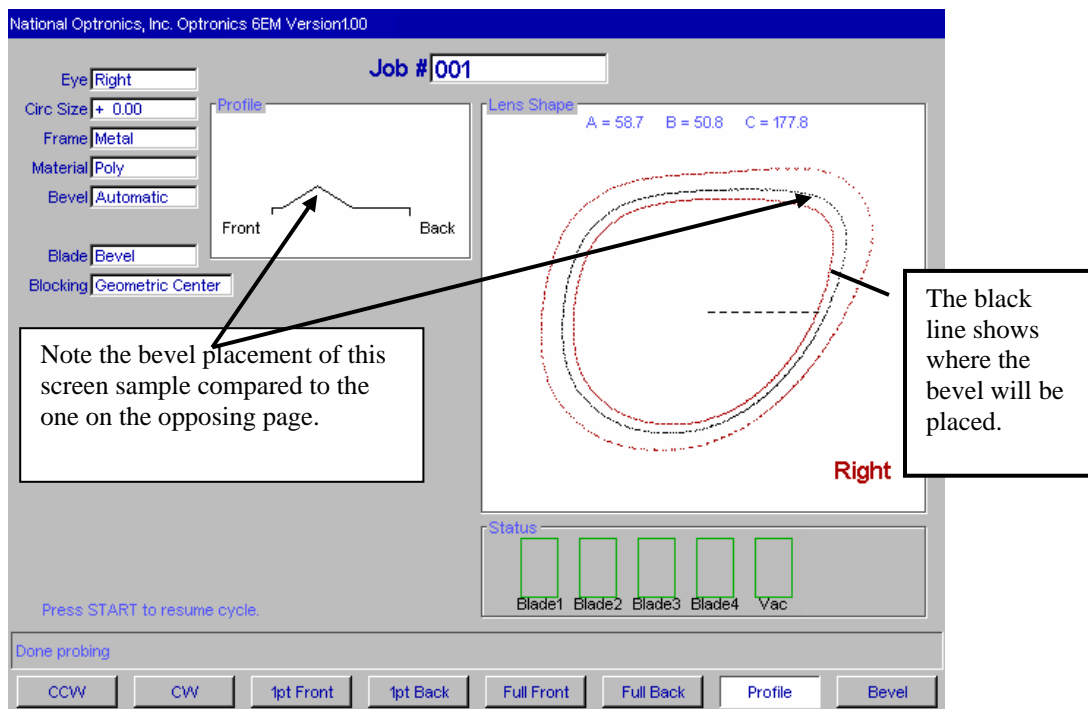 National Optronics, Inc. Optronics 6EM Version1.00
Job # 001
Eye Right
Circ Size + 0.00
Frame Metal
Material Poly
Bevel Automatic
Blade Bevel
Blocking Geometric Center
Profile
Front Back
Lens Shape
A = 58.7 B = 50.8 C = 177.8
Right
Note the bevel placement of this
screen sample compared to the
one on the opposing page.
The black
line shows
where the
bevel will be
placed.
Status
Blade1 Blade2 Blade3 Blade4 Vac
Press START to resume cycle.
Done probing
CCW CW 1pt Front 1pt Back Full Front Full Back Profile Bevel